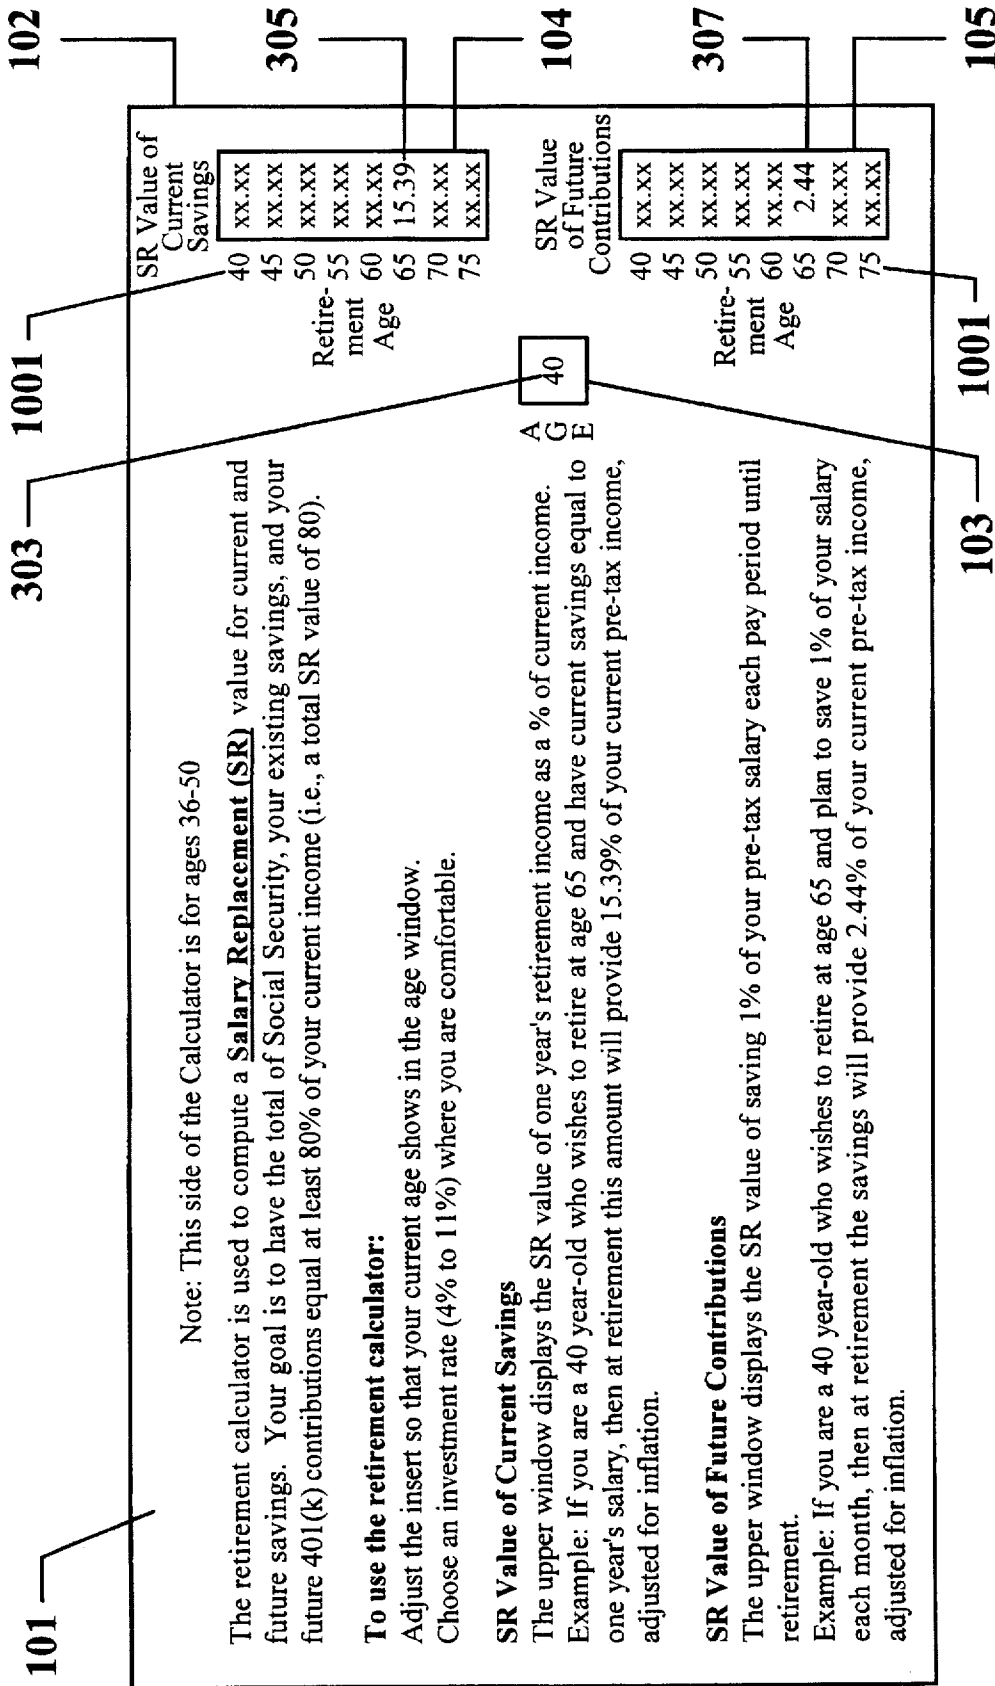 101
303
1001
102
305
104
307
105
1001
103
Note: This side of the Calculator is for ages 36-50
The retirement calculator is used to compute a Salary Replacement (SR) value for current and
future savings. Your goal is to have the total of Social Security, your existing savings, and your
future 401(k) contributions equal at least 80% of your current income (i.e., a total SR value of 80).
To use the retirement calculator:
Adjust the insert so that your current age shows in the age window.
Choose an investment rate (4% to 11%) where you are comfortable.
SR Value of Current Savings
The upper window displays the SR value of one year's retirement income as a % of current income.
Example: If you are a 40 year-old who wishes to retire at age 65 and have current savings equal to
one year's salary, then at retirement this amount will provide 15.39% of your current pre-tax income,
adjusted for inflation.
SR Value of Future Contributions
The upper window displays the SR value of saving 1% of your pre-tax salary each pay period until
retirement.
Example: If you are a 40 year-old who wishes to retire at age 65 and plan to save 1% of your salary
each month, then at retirement the savings will provide 2.44% of your current pre-tax income,
adjusted for inflation.
A
G
E
40
SR Value of
Current
Savings
Retire-
ment
Age
40 xx.xx
45 xx.xx
50 xx.xx
55 xx.xx
60 xx.xx
65 15.39
70 xx.xx
75 xx.xx
SR Value
of Future
Contributions
Retire-
ment
Age
40 xx.xx
45 xx.xx
50 xx.xx
55 xx.xx
60 xx.xx
65 2.44
70 xx.xx
75 xx.xx